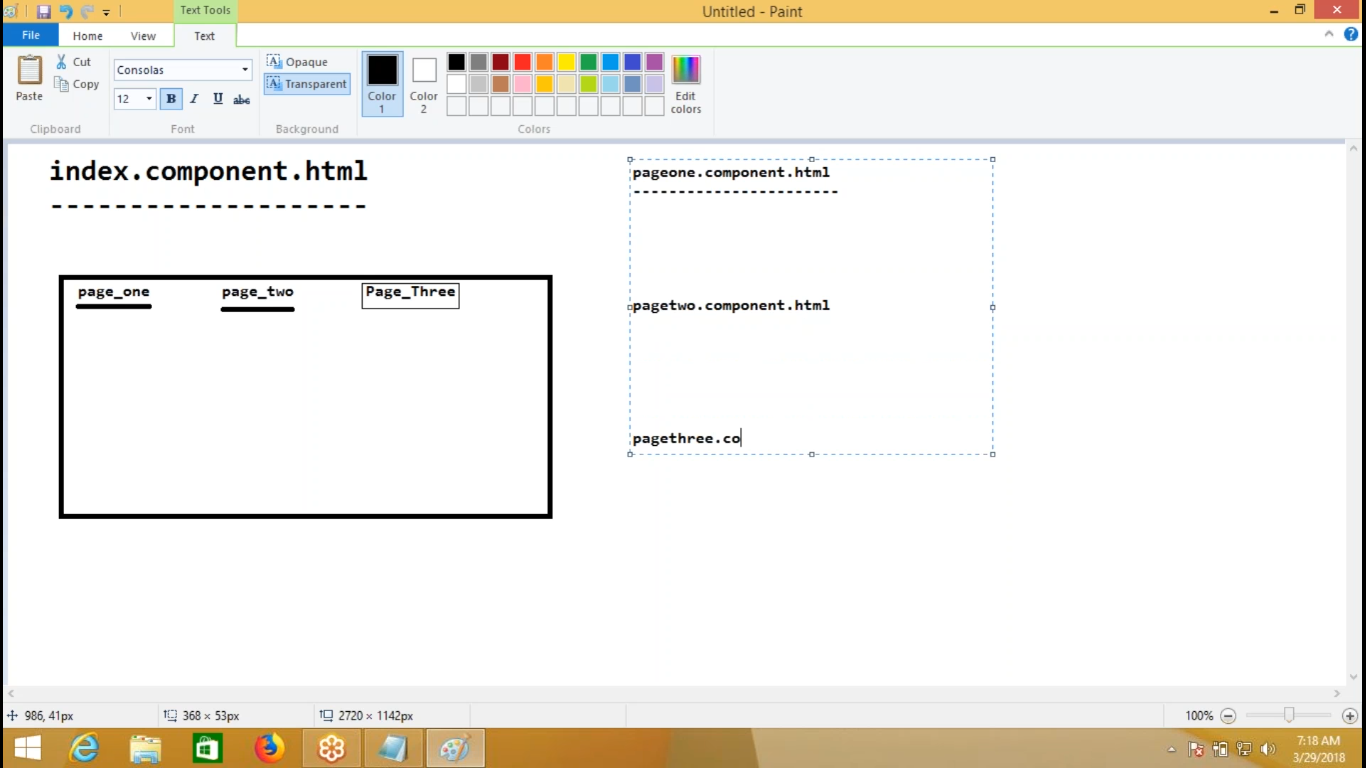 Text Tools
Untitled - Paint
File
Home
View
Text
Paste
Cut
Copy
Clipboard
Consolas
12
B
I
U
abc
Font
Opaque
Transparent
Background
Color 1
Color 2
Edit colors
Colors
index.component.html
--------------------
page_one
page_two
Page_Three
pageone.component.html
-----------------------
pagetwo.component.html
pagethree.co
986, 41px
368 × 53px
2720 × 1142px
100%
7:18 AM
3/29/2018